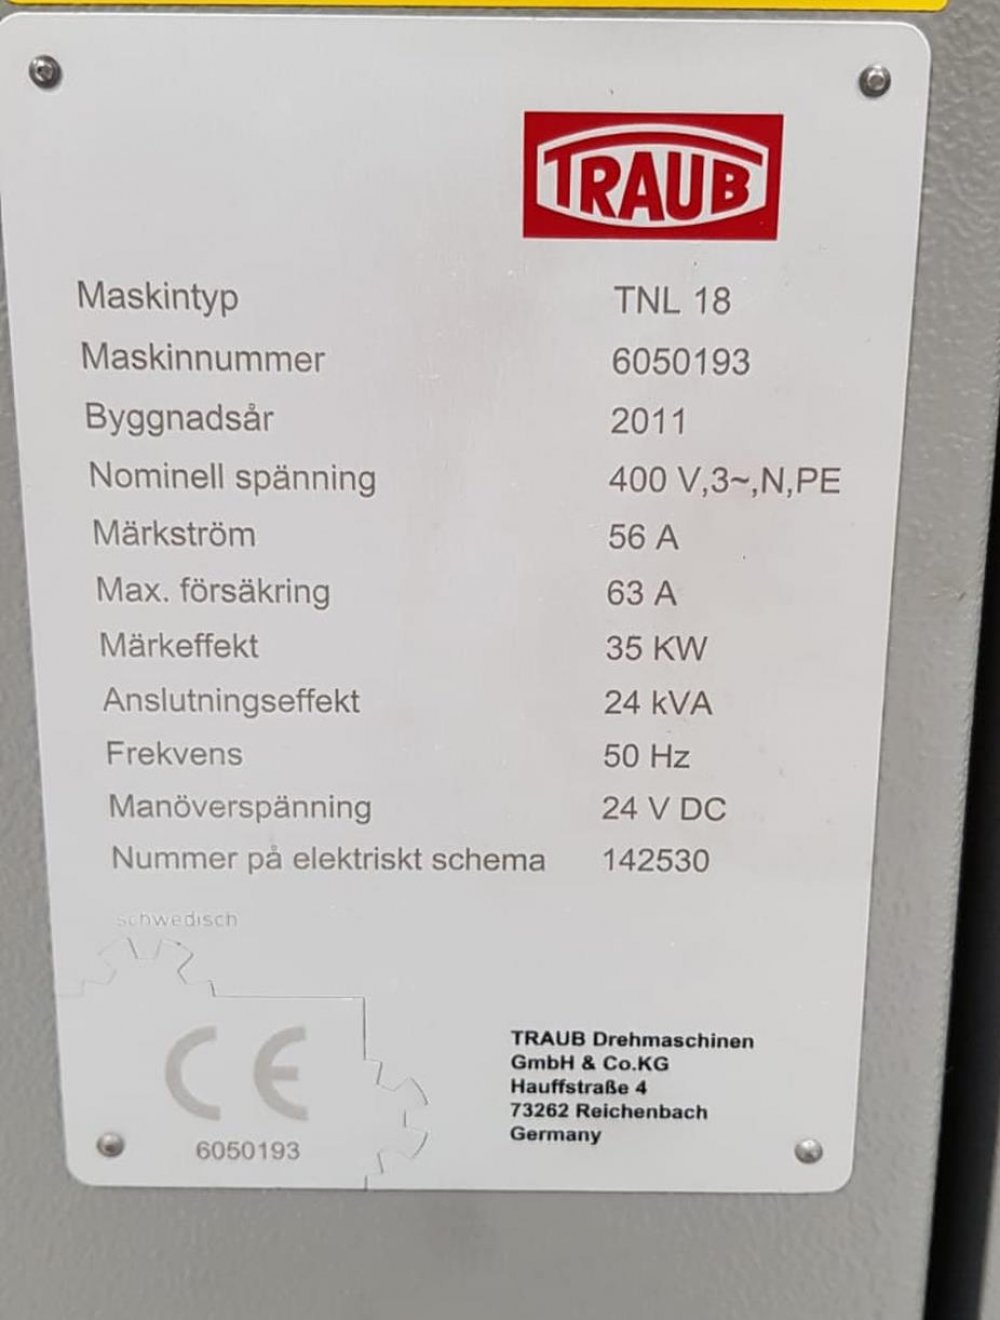 TRAUB
Maskintyp TNL 18
Maskinnummer 6050193
Byggnadsår 2011
Nominell spänning 400 V,3~,N,PE
Märkström 56 A
Max. försäkring 63 A
Märkeffekt 35 KW
Anslutningseffekt 24 kVA
Frekvens 50 Hz
Manöverspänning 24 V DC
Nummer på elektriskt schema 142530
schwedisch
CE
6050193
TRAUB Drehmaschinen
GmbH & Co.KG
Hauffstraße 4
73262 Reichenbach
Germany